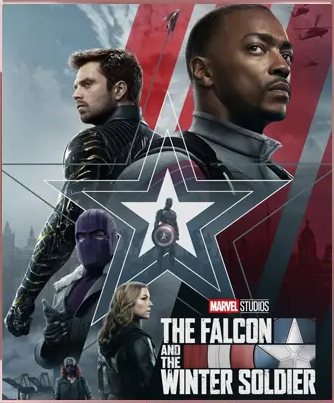 MARVEL STUDIOS
THE FALCON
AND THE
WINTER SOLDIER